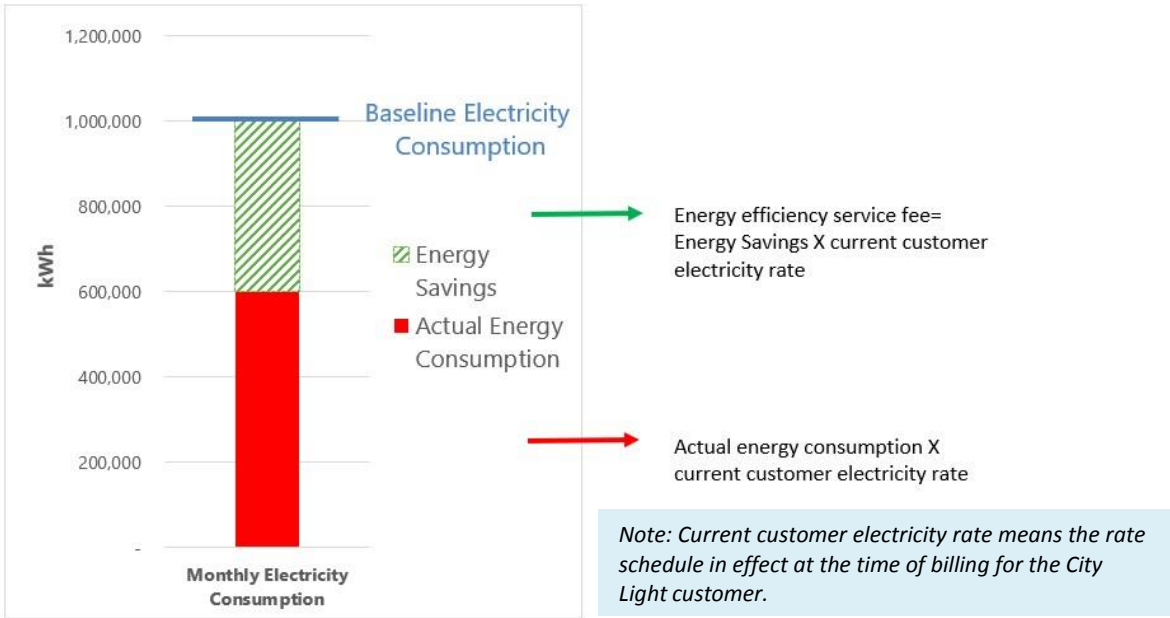 1,200,000
1,000,000
800,000
600,000
400,000
200,000
-
kWh
Baseline Electricity
Consumption
Energy
Savings
Actual Energy
Consumption
Monthly Electricity
Consumption
Energy efficiency service fee=
Energy Savings X current customer
electricity rate
Actual energy consumption X
current customer electricity rate
Note: Current customer electricity rate means the rate
schedule in effect at the time of billing for the City
Light customer.